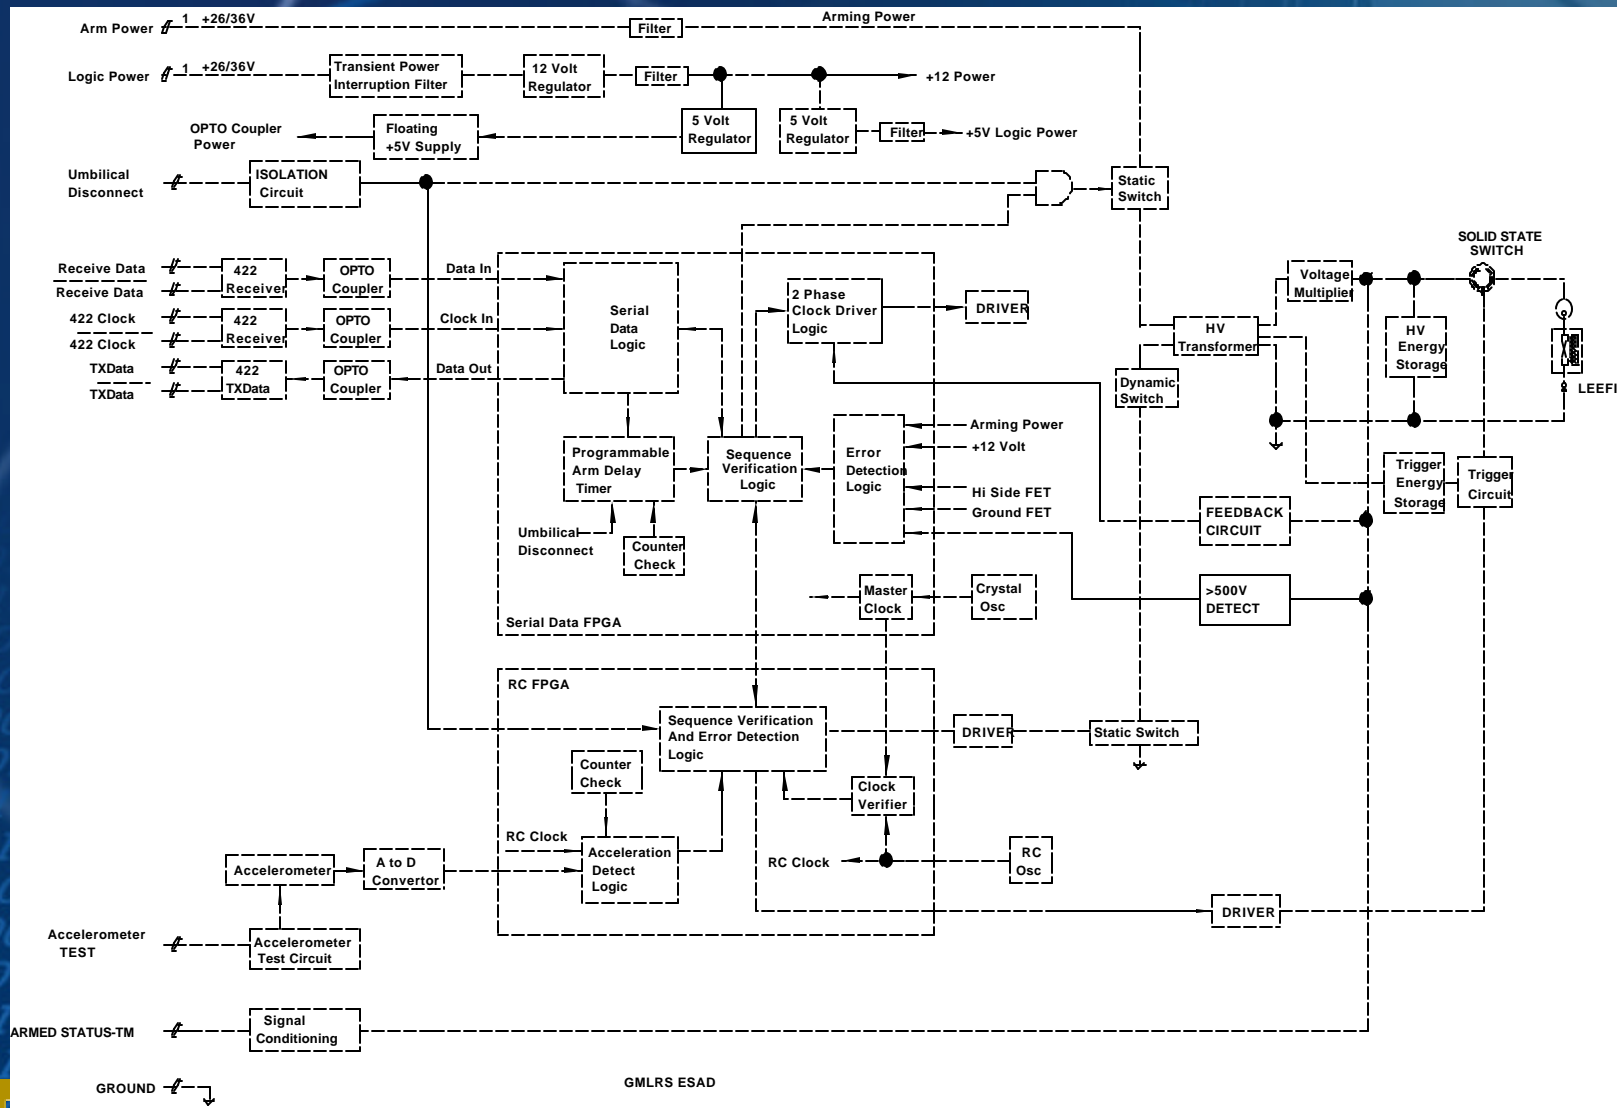 Arm Power 1 +26/36V Filter Arming Power
Logic Power 1 +26/36V
Transient Power
Interruption Filter
12 Volt
Regulator
Filter
+12 Power
OPTO Coupler
Power
Floating
+5V Supply
5 Volt
Regulator
5 Volt
Regulator
Filter
+5V Logic Power
Umbilical
Disconnect
ISOLATION
Circuit
Static
Switch
SOLID STATE
SWITCH
Receive Data
Receive Data
422
Receiver
OPTO
Coupler
Data In
422 Clock
422 Clock
422
Receiver
OPTO
Coupler
Clock In
TXData
TXData
422
TXData
OPTO
Coupler
Data Out
Serial
Data
Logic
2 Phase
Clock Driver
Logic
DRIVER
HV
Transformer
Voltage
Multiplier
HV
Energy
Storage
LEEFI
Dynamic
Switch
Programmable
Arm Delay
Timer
Sequence
Verification
Logic
Error
Detection
Logic
Arming Power
+12 Volt
Hi Side FET
Ground FET
Trigger
Energy
Storage
Trigger
Circuit
Umbilical
Disconnect
Counter
Check
FEEDBACK
CIRCUIT
Master
Clock
Crystal
Osc
>500V
DETECT
Serial Data FPGA
RC FPGA
Sequence Verification
And Error Detection
Logic
DRIVER
Static Switch
Counter
Check
Clock
Verifier
RC Clock
Acceleration
Detect
Logic
RC Clock
RC
Osc
Accelerometer
A to D
Convertor
DRIVER
Accelerometer
TEST
Accelerometer
Test Circuit
ARMED STATUS-TM
Signal
Conditioning
GROUND
GMLRS ESAD